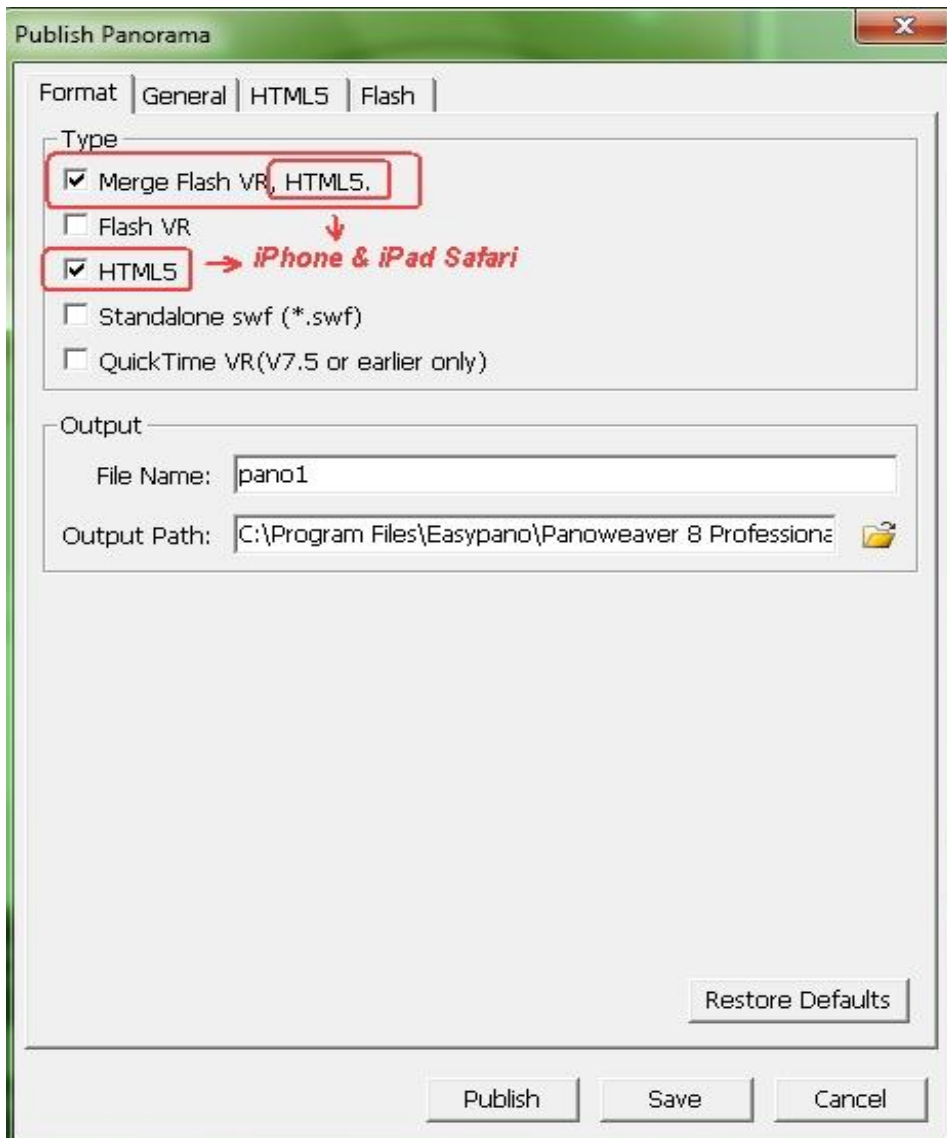 Publish Panorama
Format General HTML5 Flash
Type
Merge Flash VR, HTML5.
Flash VR
iPhone & iPad Safari
HTML5
Standalone swf (*.swf)
QuickTime VR(V7.5 or earlier only)
Output
File Name: pano1
Output Path: C:\Program Files\Easypano\Panoweaver 8 Professiona
Restore Defaults
Publish Save Cancel